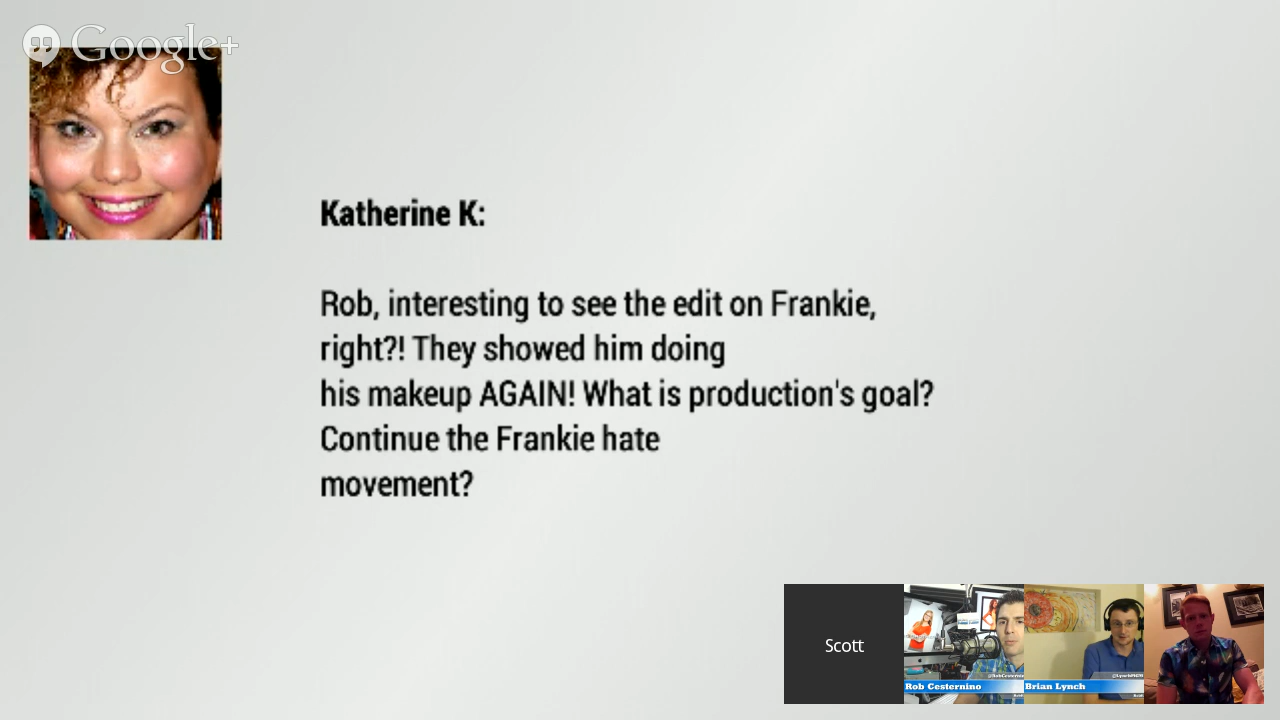 Google+
Katherine K:
Rob, interesting to see the edit on Frankie,
right?! They showed him doing
his makeup AGAIN! What is production's goal?
Continue the Frankie hate
movement?
Scott
Rob Cesternino
Brian Lynch